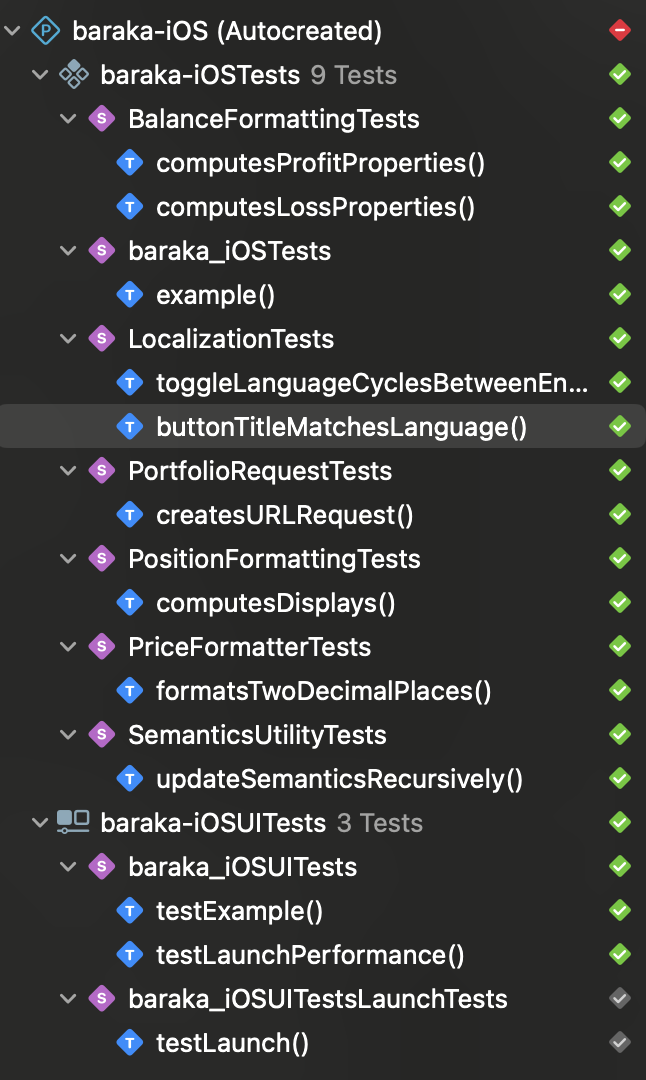 P baraka-iOS (Autocreated)
baraka-iOSTests 9 Tests
S BalanceFormattingTests
T computesProfitProperties()
T computesLossProperties()
S baraka_iOSTests
T example()
S LocalizationTests
T toggleLanguageCyclesBetweenEn...
T buttonTitleMatchesLanguage()
S PortfolioRequestTests
T createsURLRequest()
S PositionFormattingTests
T computesDisplays()
S PriceFormatterTests
T formatsTwoDecimalPlaces()
S SemanticsUtilityTests
T updateSemanticsRecursively()
baraka-iOSUITests 3 Tests
S baraka_iOSUITests
T testExample()
T testLaunchPerformance()
S baraka_iOSUITestsLaunchTests
T testLaunch()